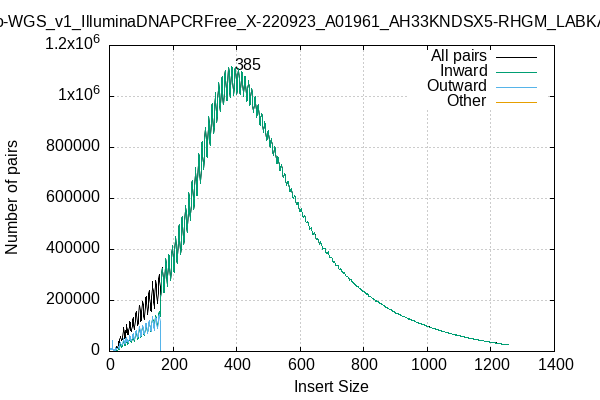 o-WGS_v1_IlluminaDNAPCRFree_X-220923_A01961_AH33KNDSX5-RHGM_LABKA
1.2x10⁶
1x10⁶
800000
600000
400000
200000
0
Number of pairs
385
All pairs
Inward
Outward
Other
0 200 400 600 800 1000 1200 1400
Insert Size